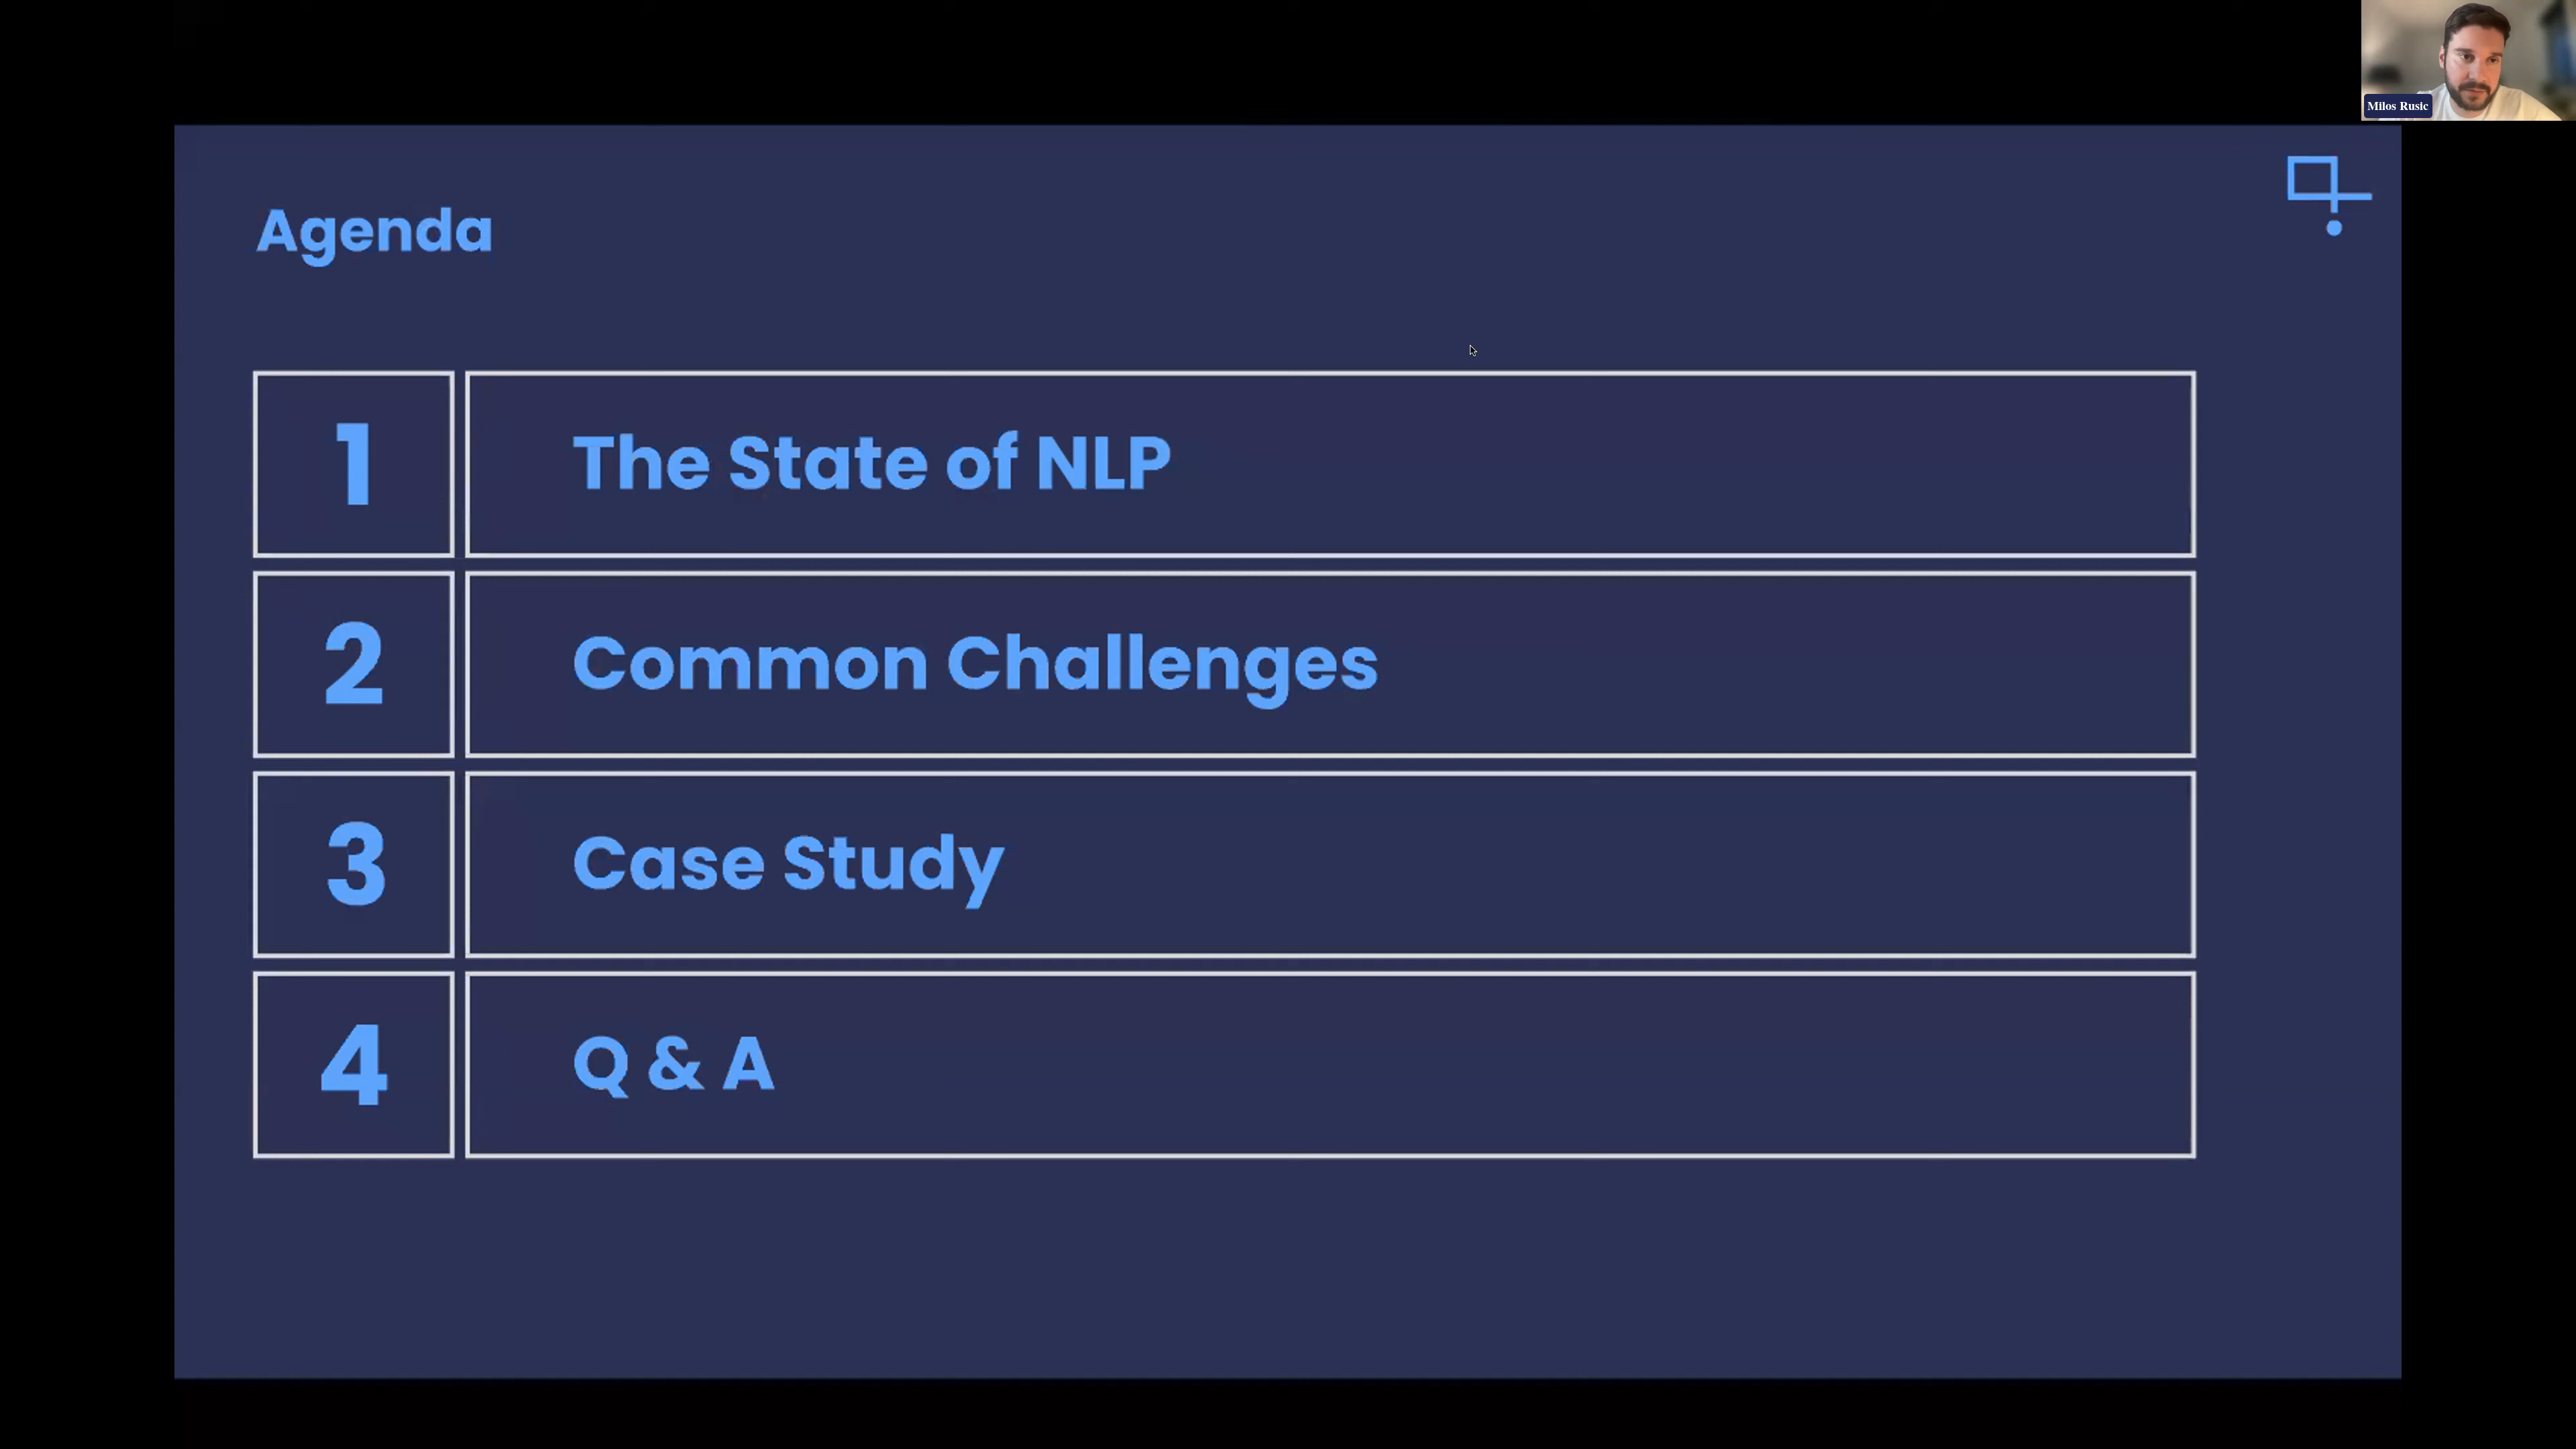 Milos Rusic
Agenda
1 The State of NLP
2 Common Challenges
3 Case Study
4 Q & A